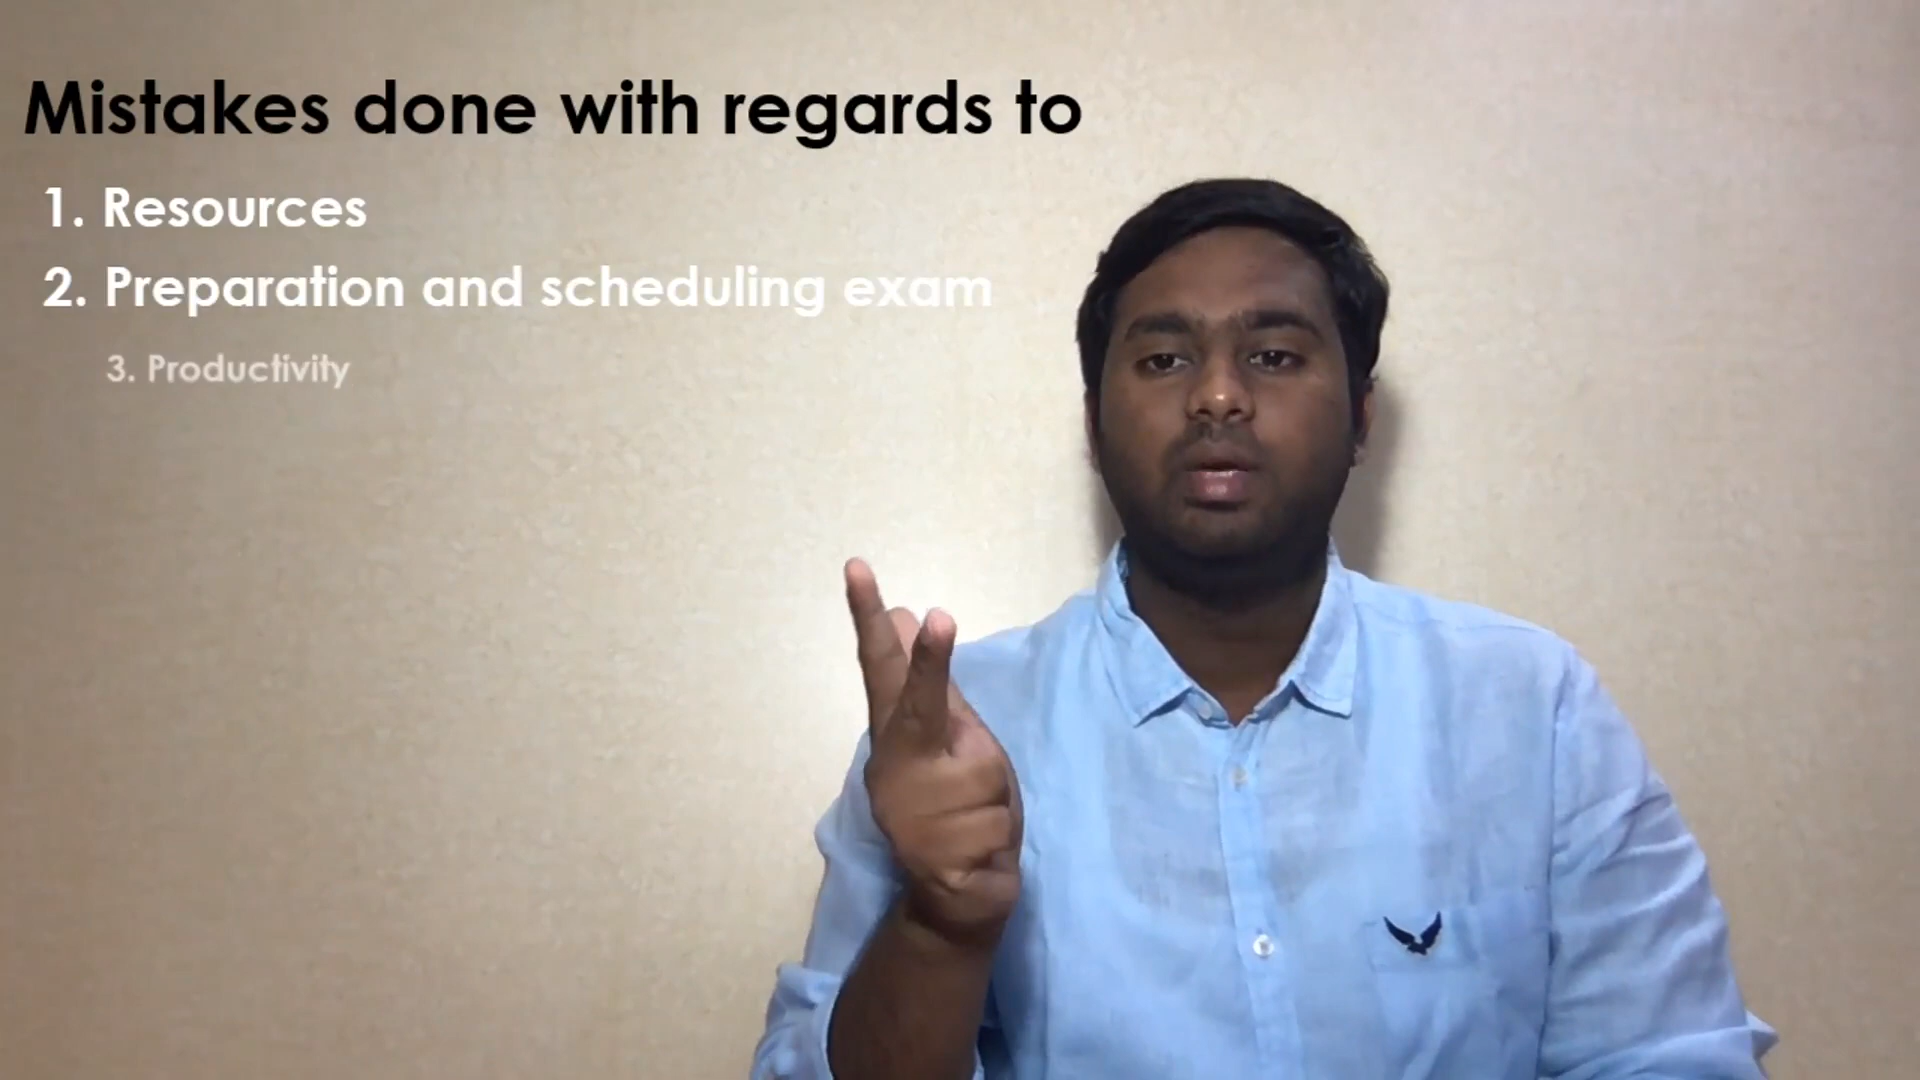 Mistakes done with regards to
1. Resources
2. Preparation and scheduling exam
3. Productivity